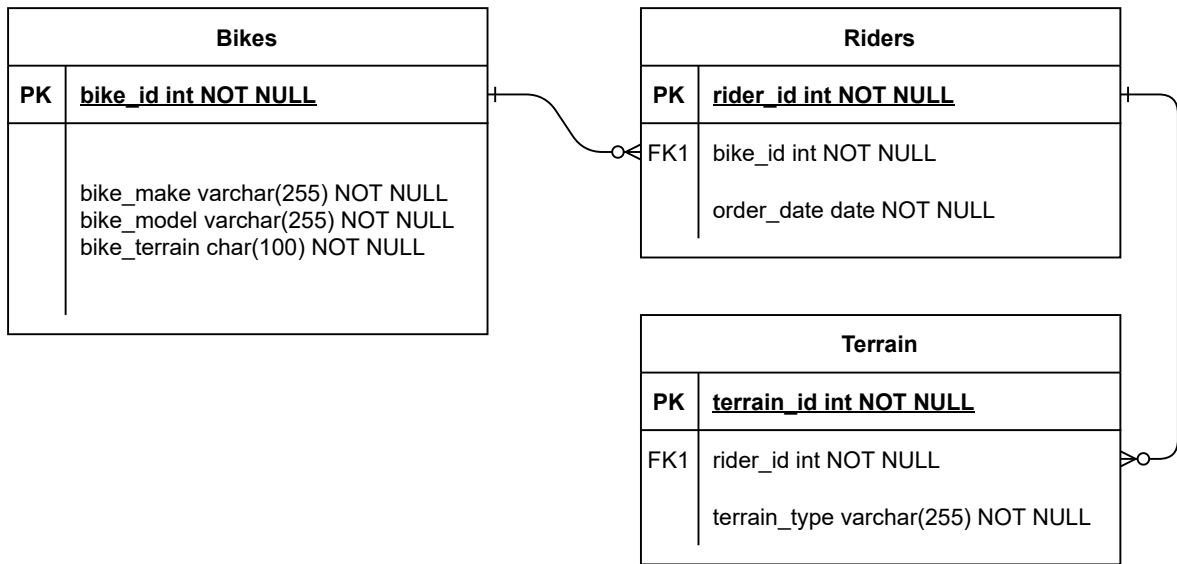 Bikes
PK bike_id int NOT NULL
bike_make varchar(255) NOT NULL
bike_model varchar(255) NOT NULL
bike_terrain char(100) NOT NULL
Riders
PK rider_id int NOT NULL
FK1 bike_id int NOT NULL
order_date date NOT NULL
Terrain
PK terrain_id int NOT NULL
FK1 rider_id int NOT NULL
terrain_type varchar(255) NOT NULL